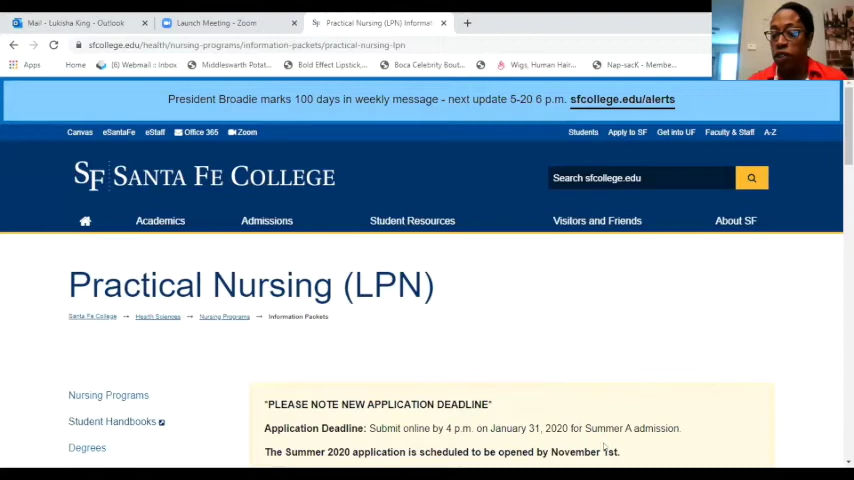 Mail - Lukisha King - Outlook
Launch Meeting - Zoom
Practical Nursing (LPN) Informat
sfcollege.edu/health/nursing-programs/information-packets/practical-nursing-lpn
Apps
Home
(8) Webmail :: Inbox
Middleswarth Potat...
Bold Effect Lipstick,...
Boca Celebrity Bout...
Wigs, Human Hair...
Nap-sacK - Membe...
President Broadie marks 100 days in weekly message - next update 5-20 6 p.m. sfcollege.edu/alerts
Canvas eSantaFe eStaff Office 365 Zoom
Students Apply to SF Get into UF Faculty & Staff A-Z
SF SANTA FE COLLEGE
Search sfcollege.edu
Academics Admissions Student Resources Visitors and Friends About SF
Practical Nursing (LPN)
Santa Fe College → Health Sciences → Nursing Programs → Information Packets
Nursing Programs
Student Handbooks
Degrees
"PLEASE NOTE NEW APPLICATION DEADLINE"
Application Deadline: Submit online by 4 p.m. on January 31, 2020 for Summer A admission.
The Summer 2020 application is scheduled to be opened by November 1st.